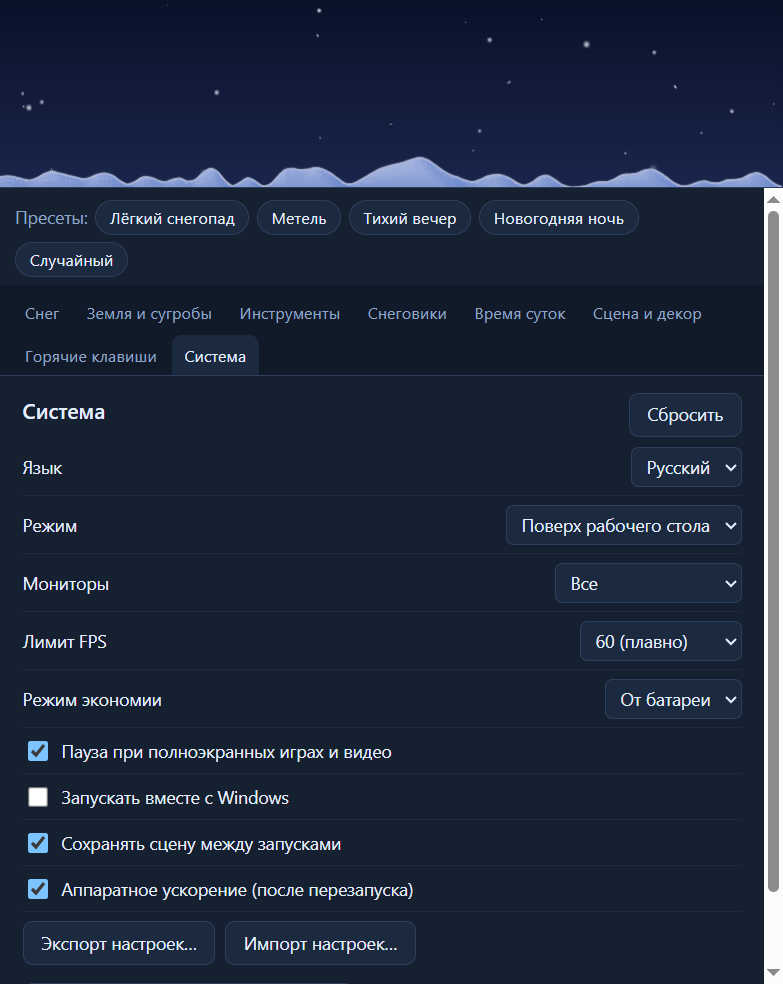 Пресеты: Лёгкий снегопад Метель Тихий вечер Новогодняя ночь
Случайный
Снег Земля и сугробы Инструменты Снеговики Время суток Сцена и декор
Горячие клавиши Система
Система Сбросить
Язык Русский
Режим Поверх рабочего стола
Мониторы Все
Лимит FPS 60 (плавно)
Режим экономии От батареи
Пауза при полноэкранных играх и видео
Запускать вместе с Windows
Сохранять сцену между запусками
Аппаратное ускорение (после перезапуска)
Экспорт настроек... Импорт настроек...